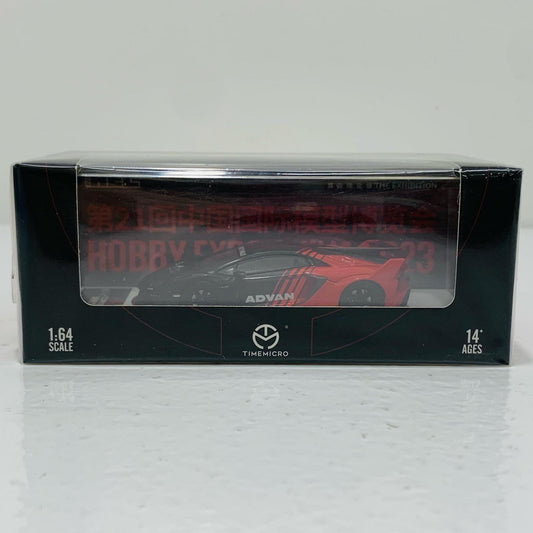 THE EXHIBITION
第21回中国国际模型博览会
HOBBY EXPO
23
ADVAN
1:64
SCALE
TIMEMICRO
14+
AGES